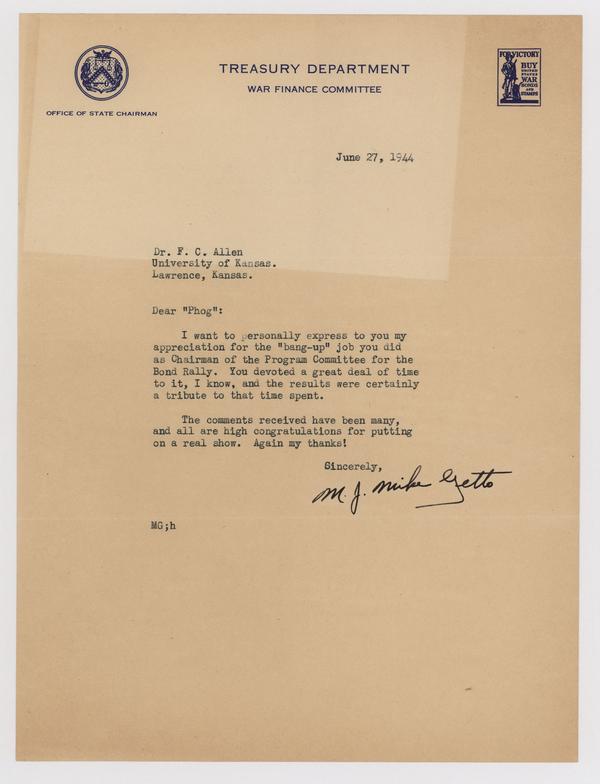 TREASURY DEPARTMENT
WAR FINANCE COMMITTEE
OFFICE OF STATE CHAIRMAN
FOR VICTORY
BUY
UNITED
STATES
WAR
BONDS
AND
STAMPS
June 27, 1944
Dr. F. C. Allen
University of Kansas.
Lawrence, Kansas.
Dear "Phog":
I want to personally express to you my
appreciation for the "bang-up" job you did
as Chairman of the Program Committee for the
Bond Rally. You devoted a great deal of time
to it, I know, and the results were certainly
a tribute to that time spent.
The comments received have been many,
and all are high congratulations for putting
on a real show. Again my thanks!
Sincerely,
M. J. Mike Getto
MG;h